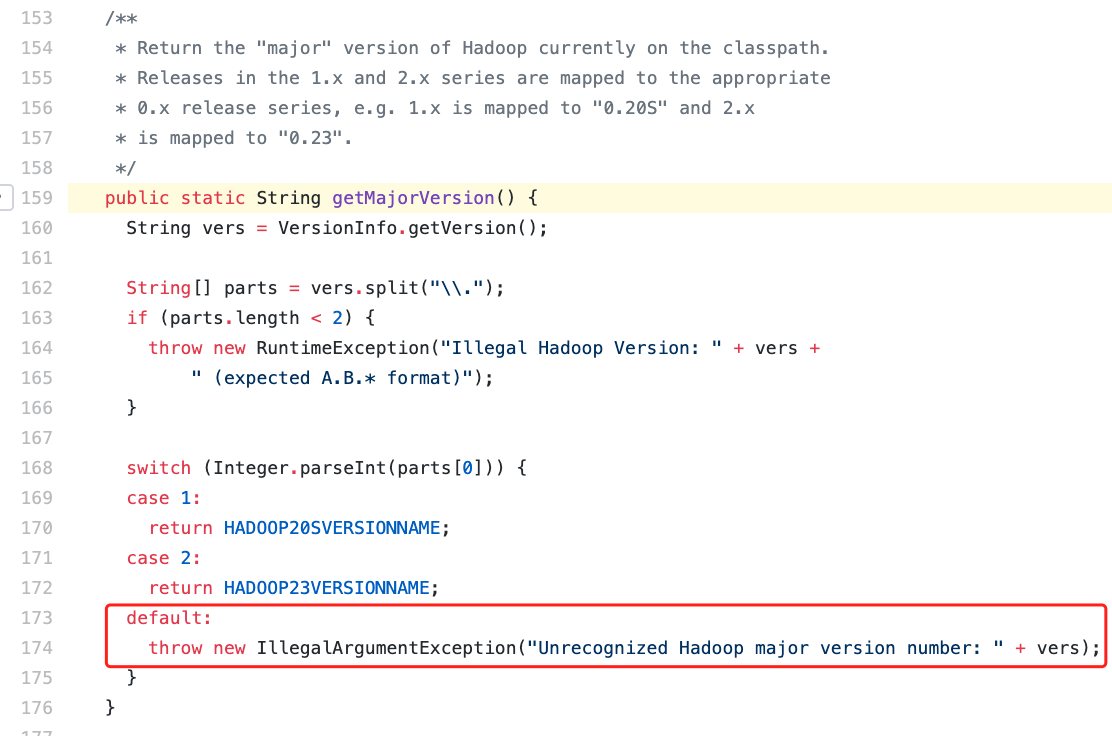 153 /**
154 * Return the "major" version of Hadoop currently on the classpath.
155 * Releases in the 1.x and 2.x series are mapped to the appropriate
156 * 0.x release series, e.g. 1.x is mapped to "0.20S" and 2.x
157 * is mapped to "0.23".
158 */
159 public static String getMajorVersion() {
160 String vers = VersionInfo.getVersion();
161
162 String[] parts = vers.split("\\.");
163 if (parts.length < 2) {
164 throw new RuntimeException("Illegal Hadoop Version: " + vers +
165 " (expected A.B.* format)");
166 }
167
168 switch (Integer.parseInt(parts[0])) {
169 case 1:
170 return HADOOP20SVERSIONNAME;
171 case 2:
172 return HADOOP23VERSIONNAME;
173 default:
174 throw new IllegalArgumentException("Unrecognized Hadoop major version number: " + vers);
175 }
176 }
177